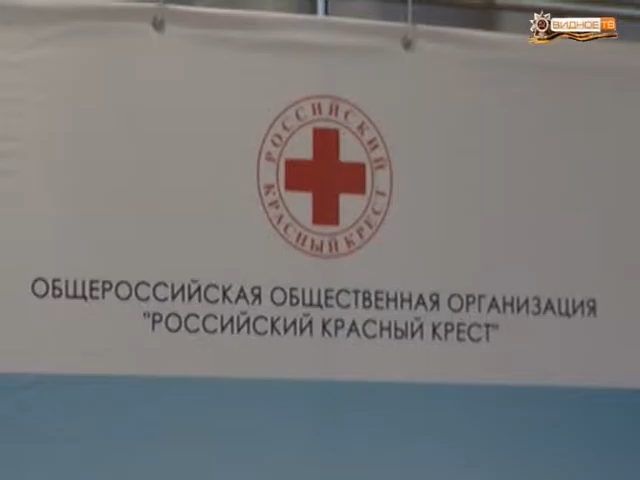 ВИДНОЕ ТВ
РОССИЙСКИЙ
КРАСНЫЙ КРЕСТ
ОБЩЕРОССИЙСКАЯ ОБЩЕСТВЕННАЯ ОРГАНИЗАЦИЯ
"РОССИЙСКИЙ КРАСНЫЙ КРЕСТ"